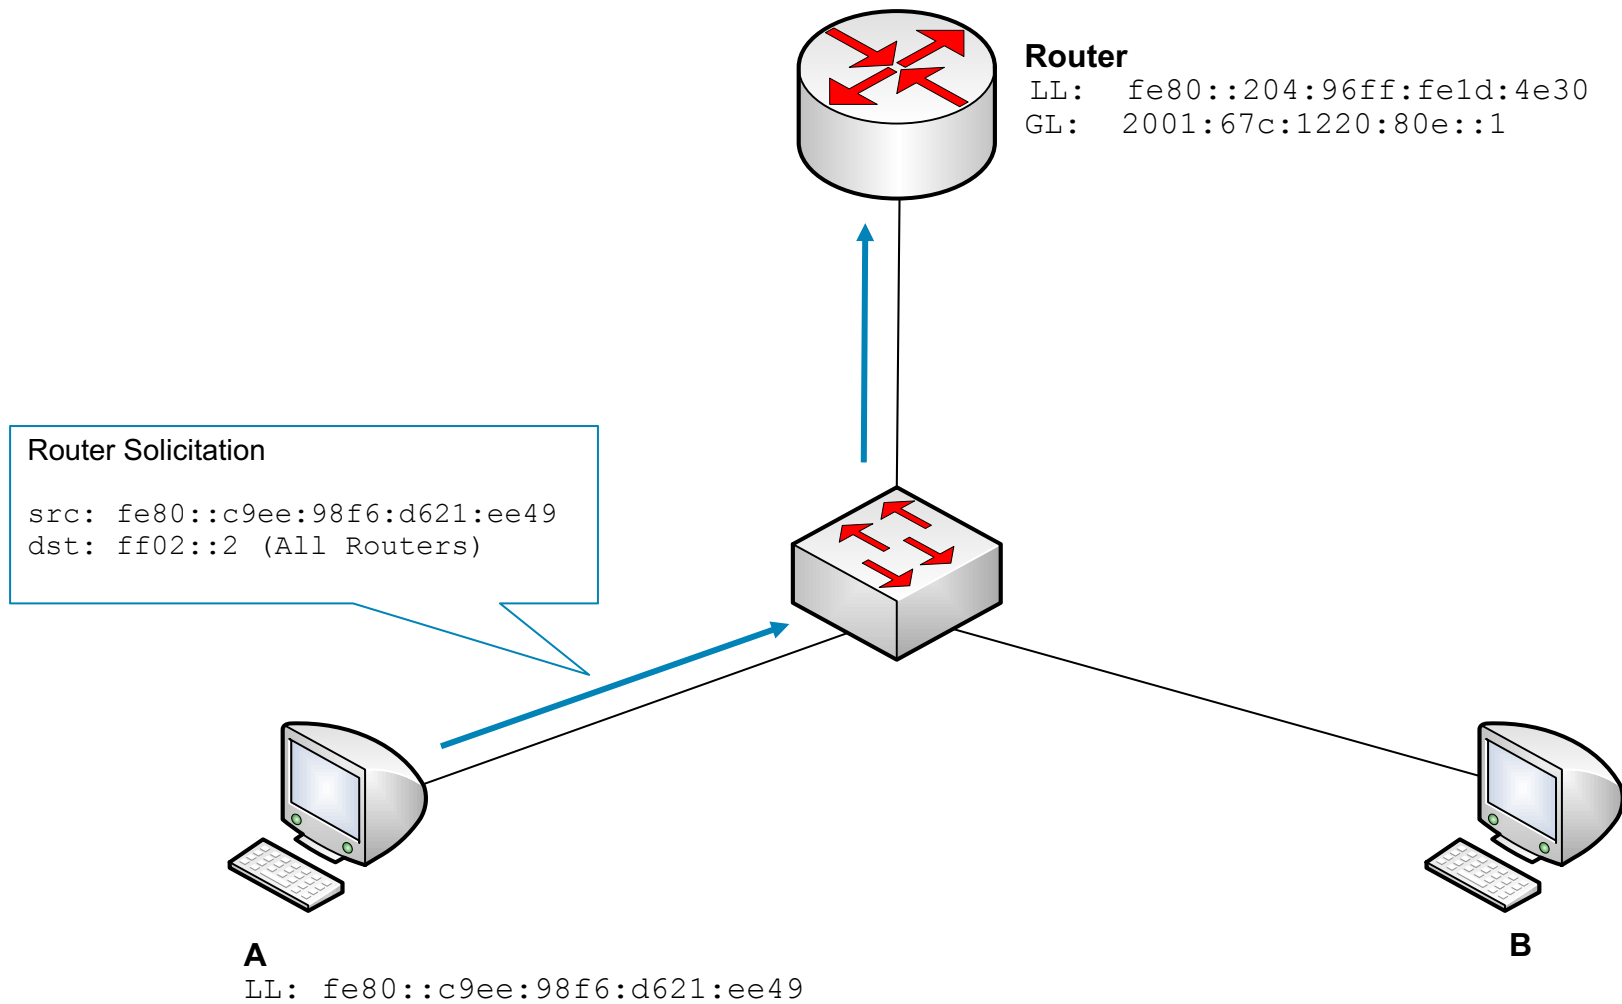 Router
LL: fe80::204:96ff:fe1d:4e30
GL: 2001:67c:1220:80e::1
Router Solicitation
src: fe80::c9ee:98f6:d621:ee49
dst: ff02::2 (All Routers)
A
LL: fe80::c9ee:98f6:d621:ee49
B